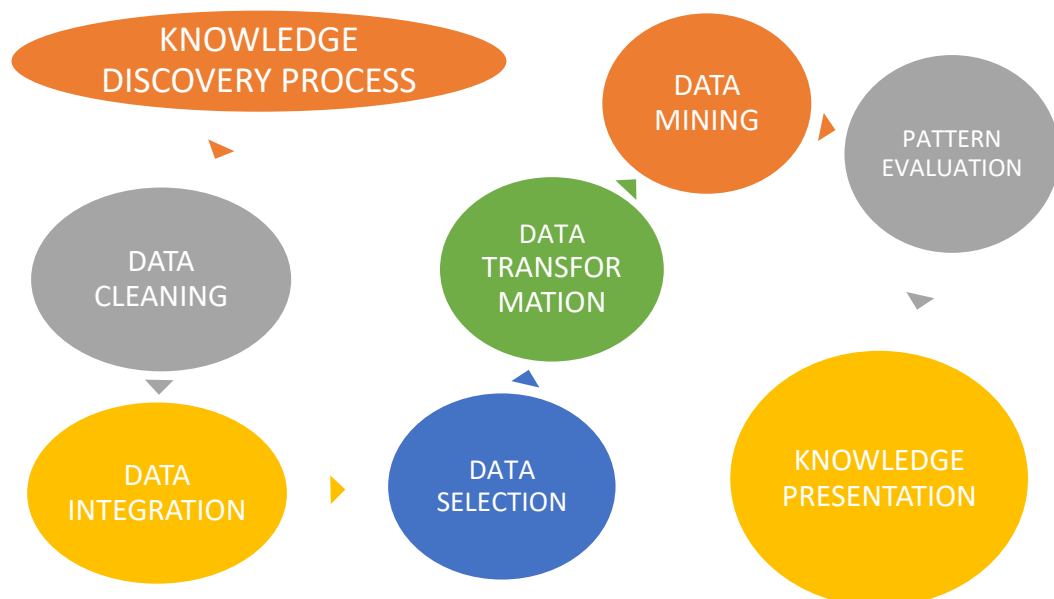 KNOWLEDGE
DISCOVERY PROCESS
DATA
CLEANING
DATA
INTEGRATION
DATA
SELECTION
DATA
TRANSFOR
MATION
DATA
MINING
PATTERN
EVALUATION
KNOWLEDGE
PRESENTATION